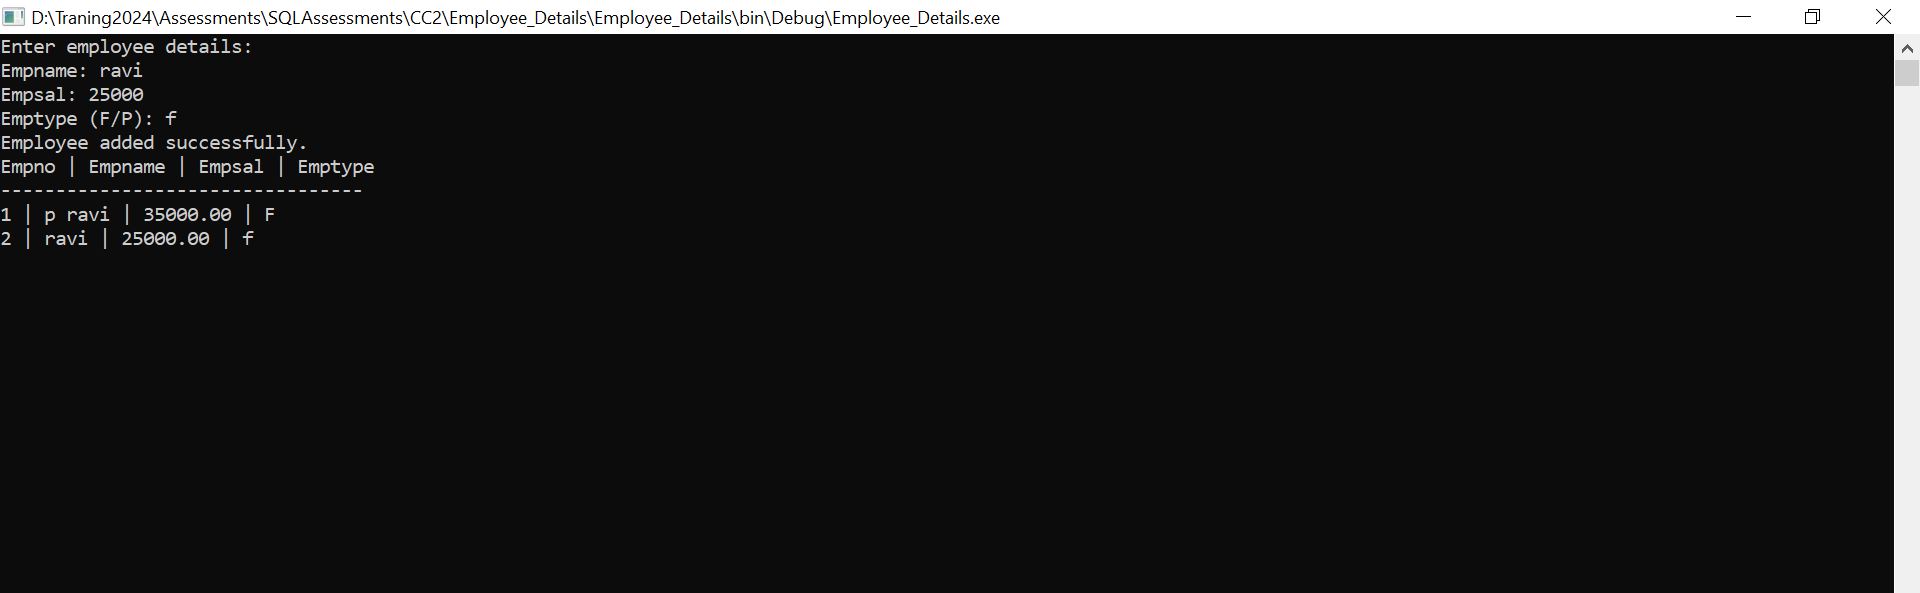 D:\Traning2024\Assessments\SQLAssessments\CC2\Employee_Details\Employee_Details\bin\Debug\Employee_Details.exe
Enter employee details:
Empname: ravi
Empsal: 25000
Emptype (F/P): f
Employee added successfully.
Empno | Empname | Empsal | Emptype
---------------------------------
1 | p ravi | 35000.00 | F
2 | ravi | 25000.00 | f